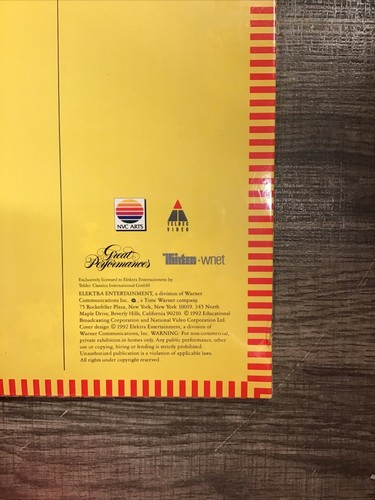 NVC ARTS
TELDEC
VIDEO
Great
Performances
Thirteen·wnet
Exclusively licensed to Elektra Entertainment by
Teldec Classics International GmbH
ELEKTRA ENTERTAINMENT, a division of Warner
Communications Inc. , a Time Warner company.
75 Rockefeller Plaza, New York, New York 10019. 345 North
Maple Drive, Beverly Hills, California 90210. © 1992 Educational
Broadcasting Corporation and National Video Corporation Ltd.
Cover design © 1992 Elektra Entertainment, a division of
Warner Communications, Inc. WARNING: For non-commercial,
private exhibition in homes only. Any public performance, other
use or copying, hiring or lending is strictly prohibited.
Unauthorized publication is a violation of applicable laws.
All rights under copyright reserved.